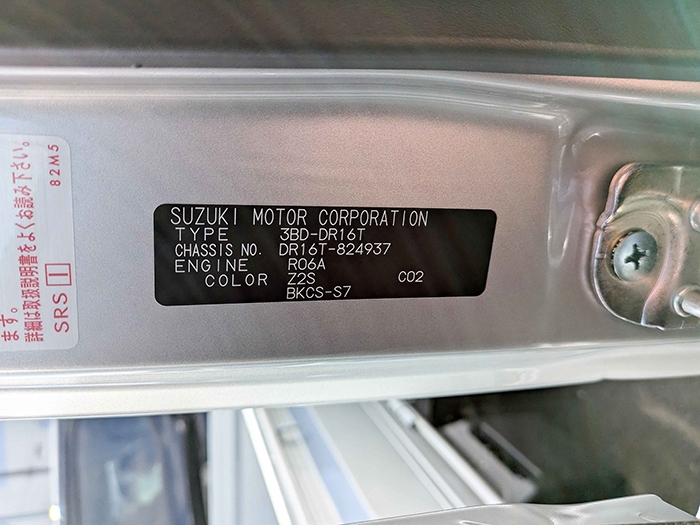 SUZUKI MOTOR CORPORATION
TYPE 3BD-DR16T
CHASSIS NO. DR16T-824937
ENGINE R06A
COLOR Z2S C02
BKCS-S7
ます。
詳細は取扱説明書をよくお読み下さい。
SRS I
82M5